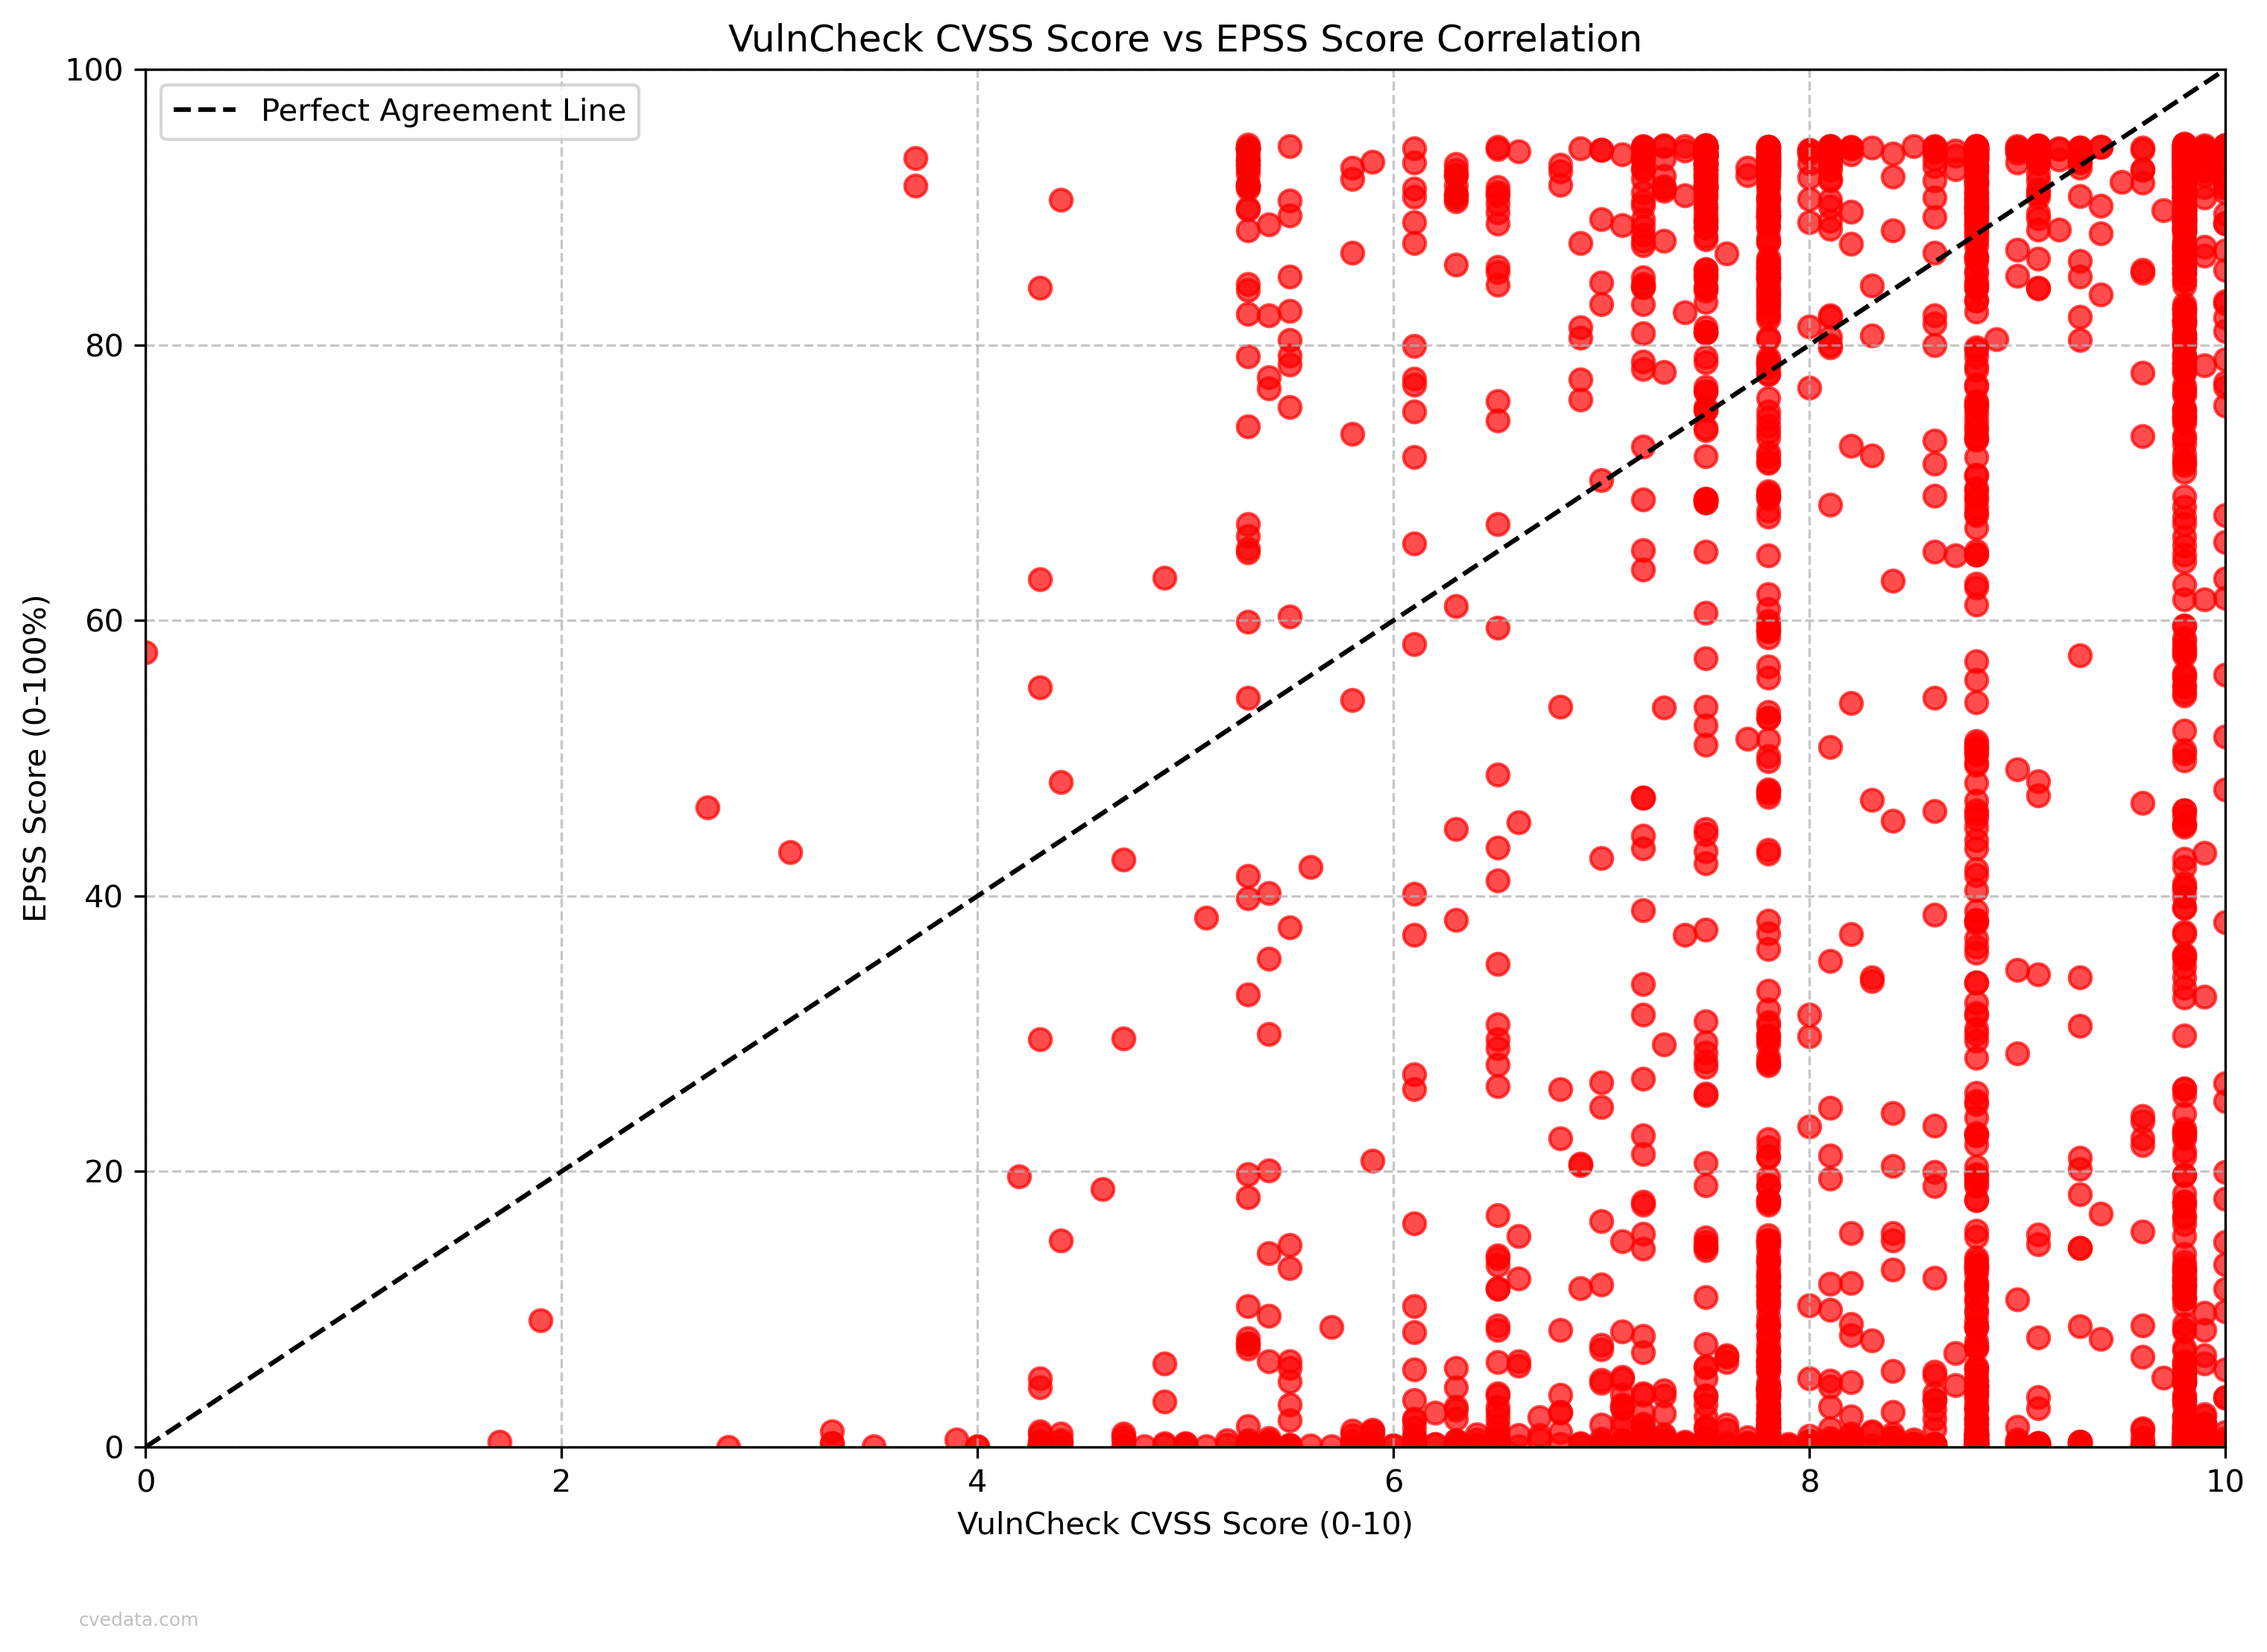 VulnCheck CVSS Score vs EPSS Score Correlation
Perfect Agreement Line
EPSS Score (0-100%)
100
80
60
40
20
0
0 2 4 6 8 10
VulnCheck CVSS Score (0-10)
cvedata.com